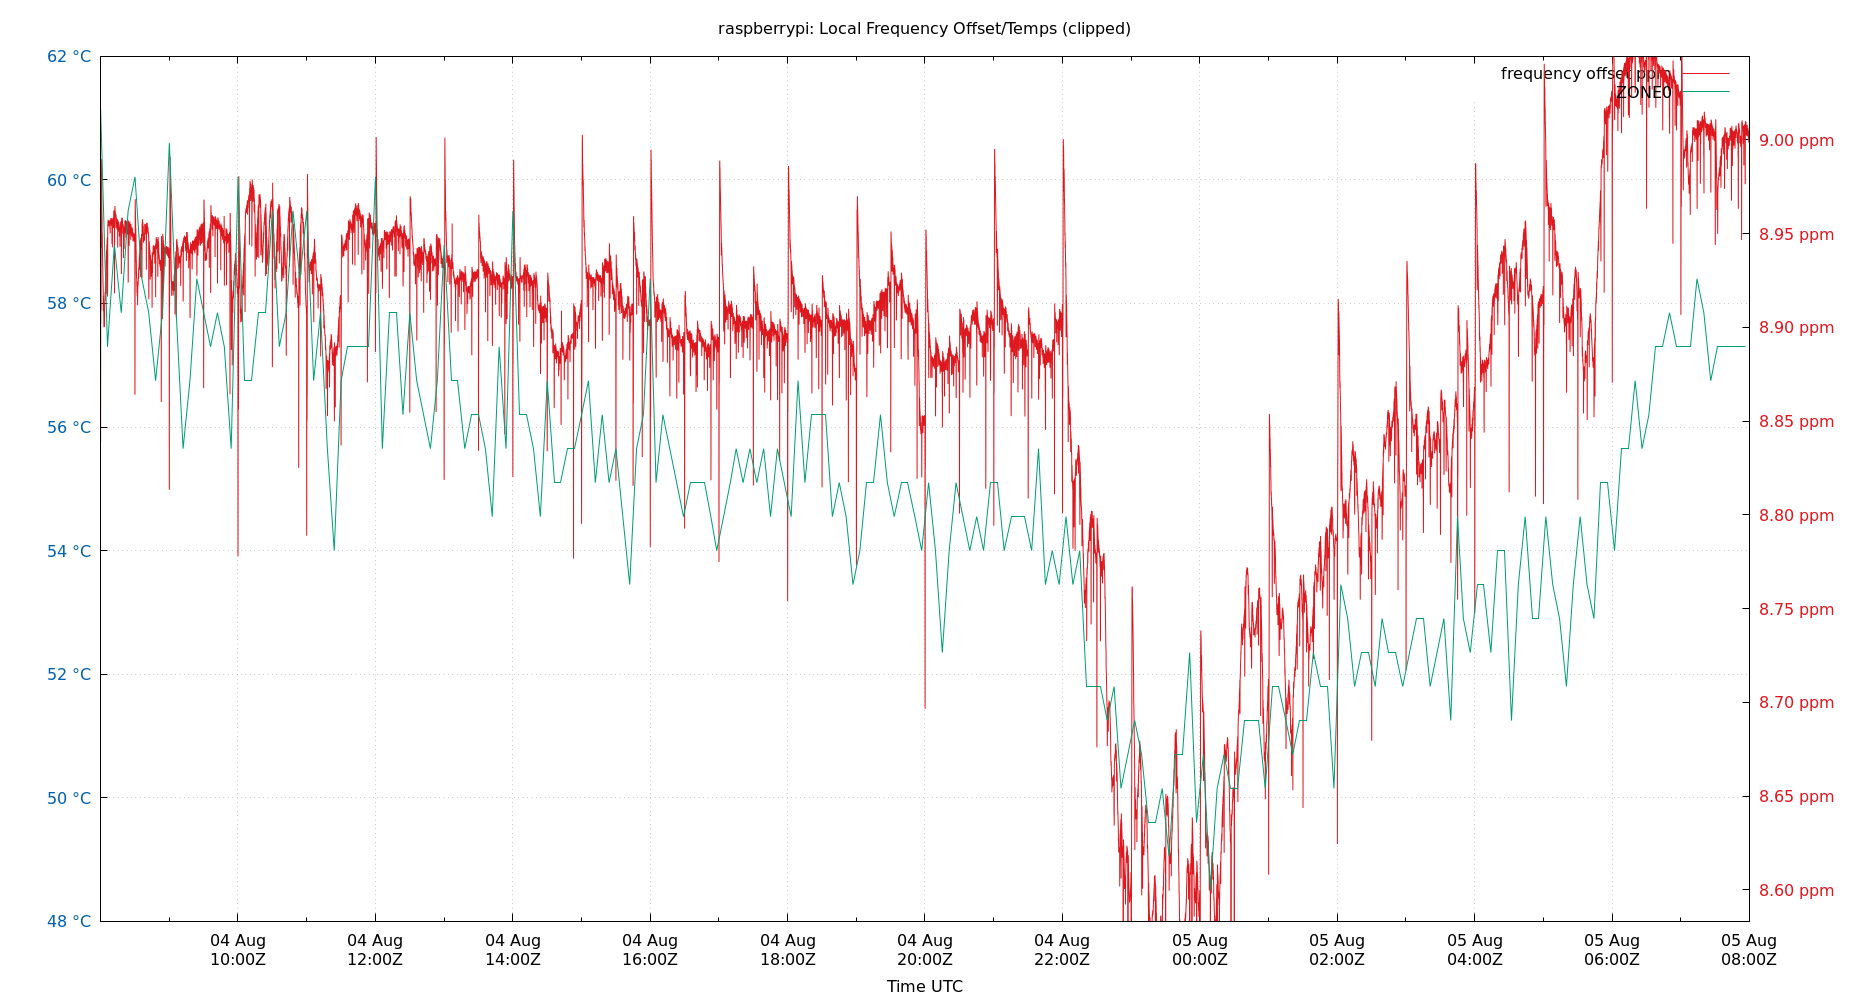 raspberrypi: Local Frequency Offset/Temps (clipped)
62 °C
60 °C
58 °C
56 °C
54 °C
52 °C
50 °C
48 °C
frequency offset ppm
ZONE0
9.00 ppm
8.95 ppm
8.90 ppm
8.85 ppm
8.80 ppm
8.75 ppm
8.70 ppm
8.65 ppm
8.60 ppm
04 Aug
10:00Z
04 Aug
12:00Z
04 Aug
14:00Z
04 Aug
16:00Z
04 Aug
18:00Z
04 Aug
20:00Z
04 Aug
22:00Z
05 Aug
00:00Z
05 Aug
02:00Z
05 Aug
04:00Z
05 Aug
06:00Z
05 Aug
08:00Z
Time UTC